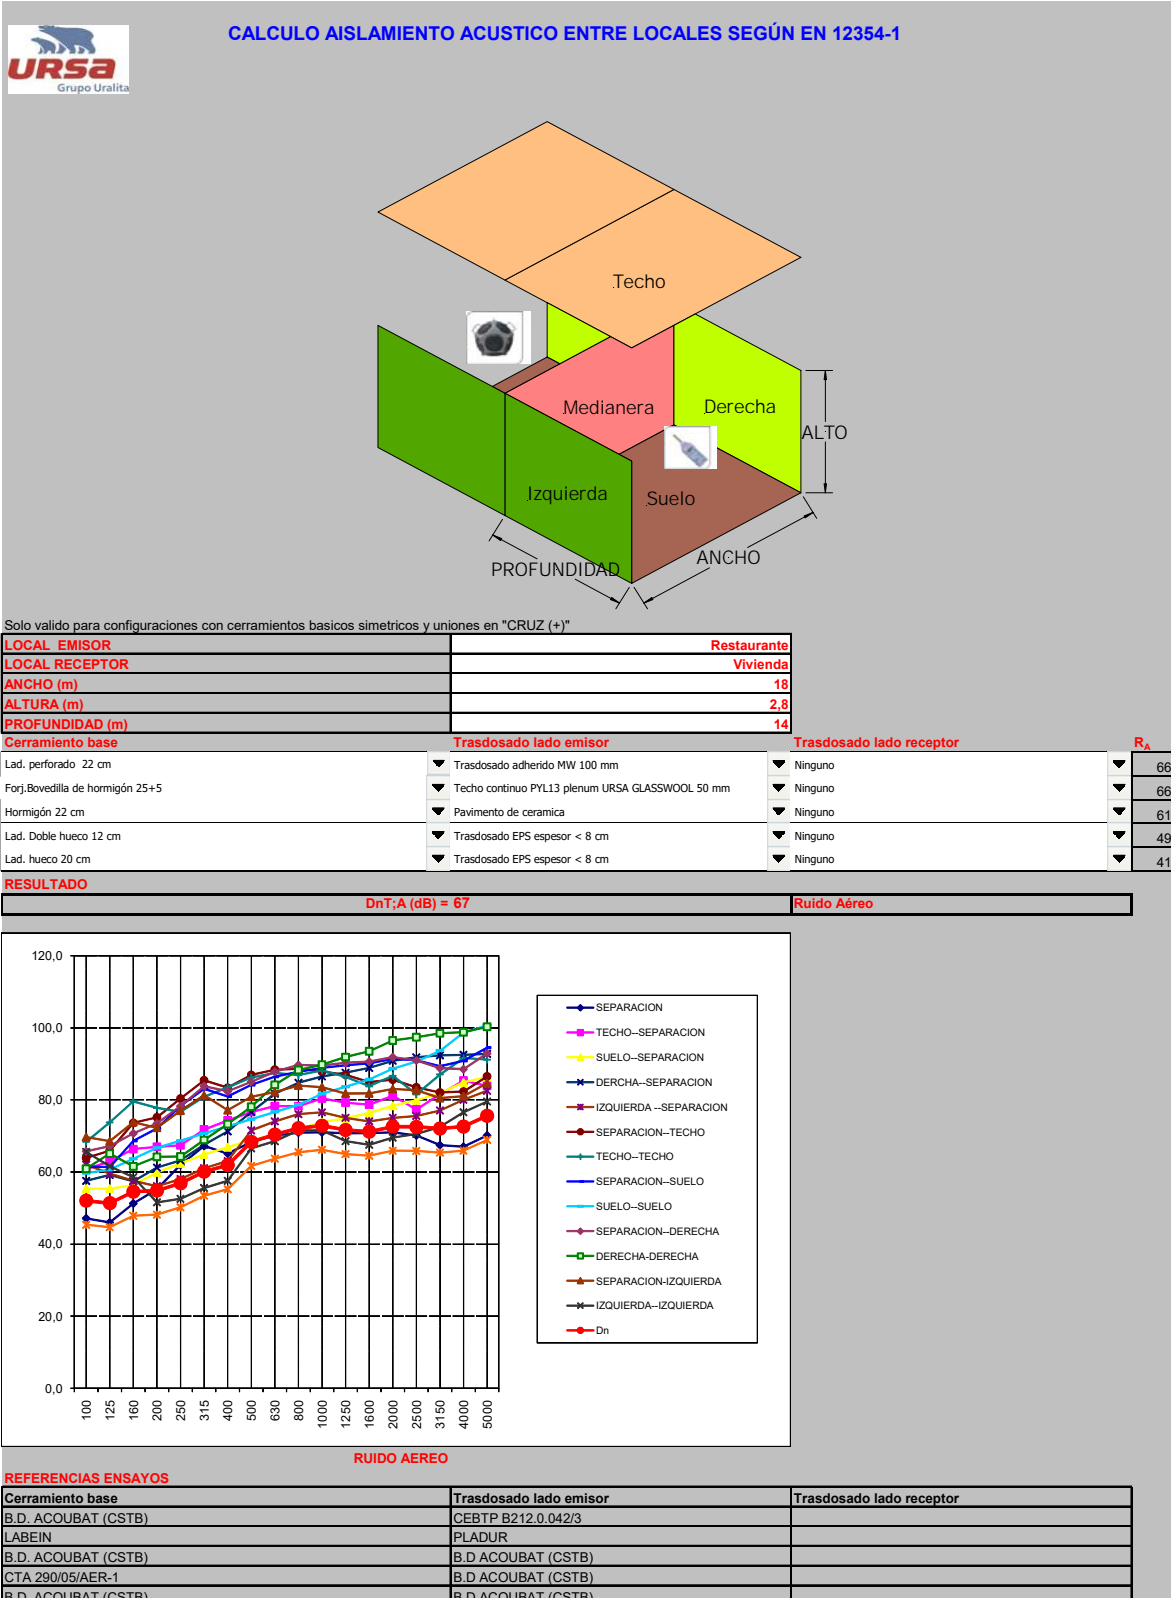 CALCULO AISLAMIENTO ACUSTICO ENTRE LOCALES SEGÚN EN 12354-1
URSA
Grupo Uralita
Techo
Medianera
Derecha
ALTO
Izquierda
Suelo
ANCHO
PROFUNDIDAD
Solo valido para configuraciones con cerramientos basicos simetricos y uniones en "CRUZ (+)"
LOCAL EMISOR Restaurante
LOCAL RECEPTOR Vivienda
ANCHO (m) 18
ALTURA (m) 2,8
PROFUNDIDAD (m) 14
Cerramiento base Trasdosado lado emisor Trasdosado lado receptor RA
Lad. perforado 22 cm Trasdosado adherido MW 100 mm Ninguno 66
Forj.Bovedilla de hormigón 25+5 Techo continuo PYL13 plenum URSA GLASSWOOL 50 mm Ninguno 66
Hormigón 22 cm Pavimento de ceramica Ninguno 61
Lad. Doble hueco 12 cm Trasdosado EPS espesor < 8 cm Ninguno 49
Lad. hueco 20 cm Trasdosado EPS espesor < 8 cm Ninguno 41
RESULTADO
DnT;A (dB) = 67 Ruido Aéreo
120,0
100,0
80,0
60,0
40,0
20,0
0,0
100 125 160 200 250 315 400 500 630 800 1000 1250 1600 2000 2500 3150 4000 5000
SEPARACION
TECHO--SEPARACION
SUELO--SEPARACION
DERCHA--SEPARACION
IZQUIERDA --SEPARACION
SEPARACION--TECHO
TECHO--TECHO
SEPARACION--SUELO
SUELO--SUELO
SEPARACION--DERECHA
DERECHA-DERECHA
SEPARACION-IZQUIERDA
IZQUIERDA--IZQUIERDA
Dn
RUIDO AEREO
REFERENCIAS ENSAYOS
Cerramiento base Trasdosado lado emisor Trasdosado lado receptor
B.D. ACOUBAT (CSTB) CEBTP B212.0.042/3
LABEIN PLADUR
B.D. ACOUBAT (CSTB) B.D ACOUBAT (CSTB)
CTA 290/05/AER-1 B.D ACOUBAT (CSTB)
B.D. ACOUBAT (CSTB) B.D ACOUBAT (CSTB)